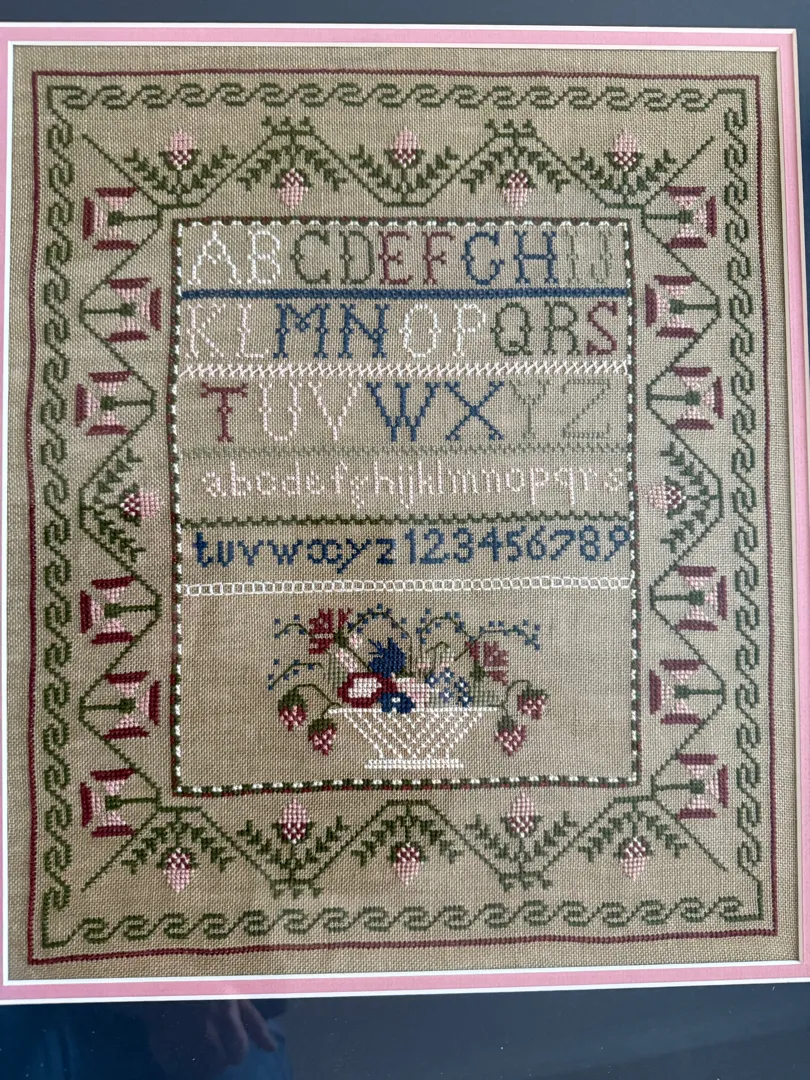 ABCDEFGHIJ
KLMNOPQRS
TUVWXYZ
abcdefghijklmnopqrs
tuvwxyz123456789